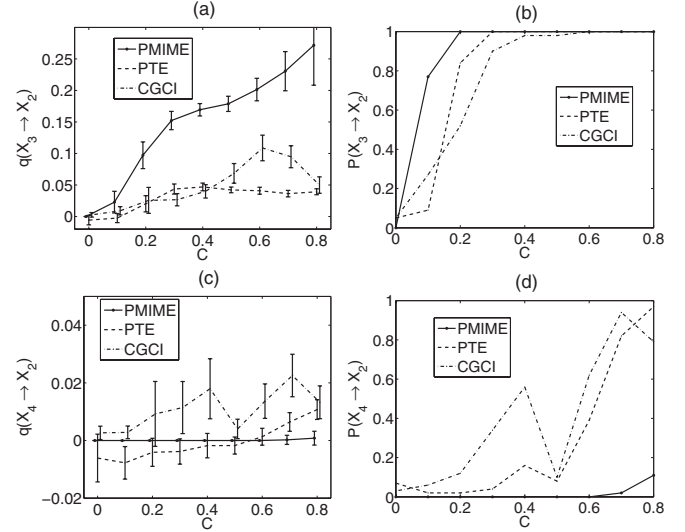 (a)
q(X3 → X2)
0.25
0.2
0.15
0.1
0.05
0
PMIME
PTE
CGCI
0 0.2 0.4 0.6 0.8
C
(b)
P(X3 → X2)
1
0.8
0.6
0.4
0.2
0
PMIME
PTE
CGCI
0 0.2 0.4 0.6 0.8
C
(c)
q(X4 → X2)
0.04
0.02
0
−0.02
PMIME
PTE
CGCI
0 0.2 0.4 0.6 0.8
C
(d)
P(X4 → X2)
1
0.8
0.6
0.4
0.2
0
PMIME
PTE
CGCI
0 0.2 0.4 0.6 0.8
C